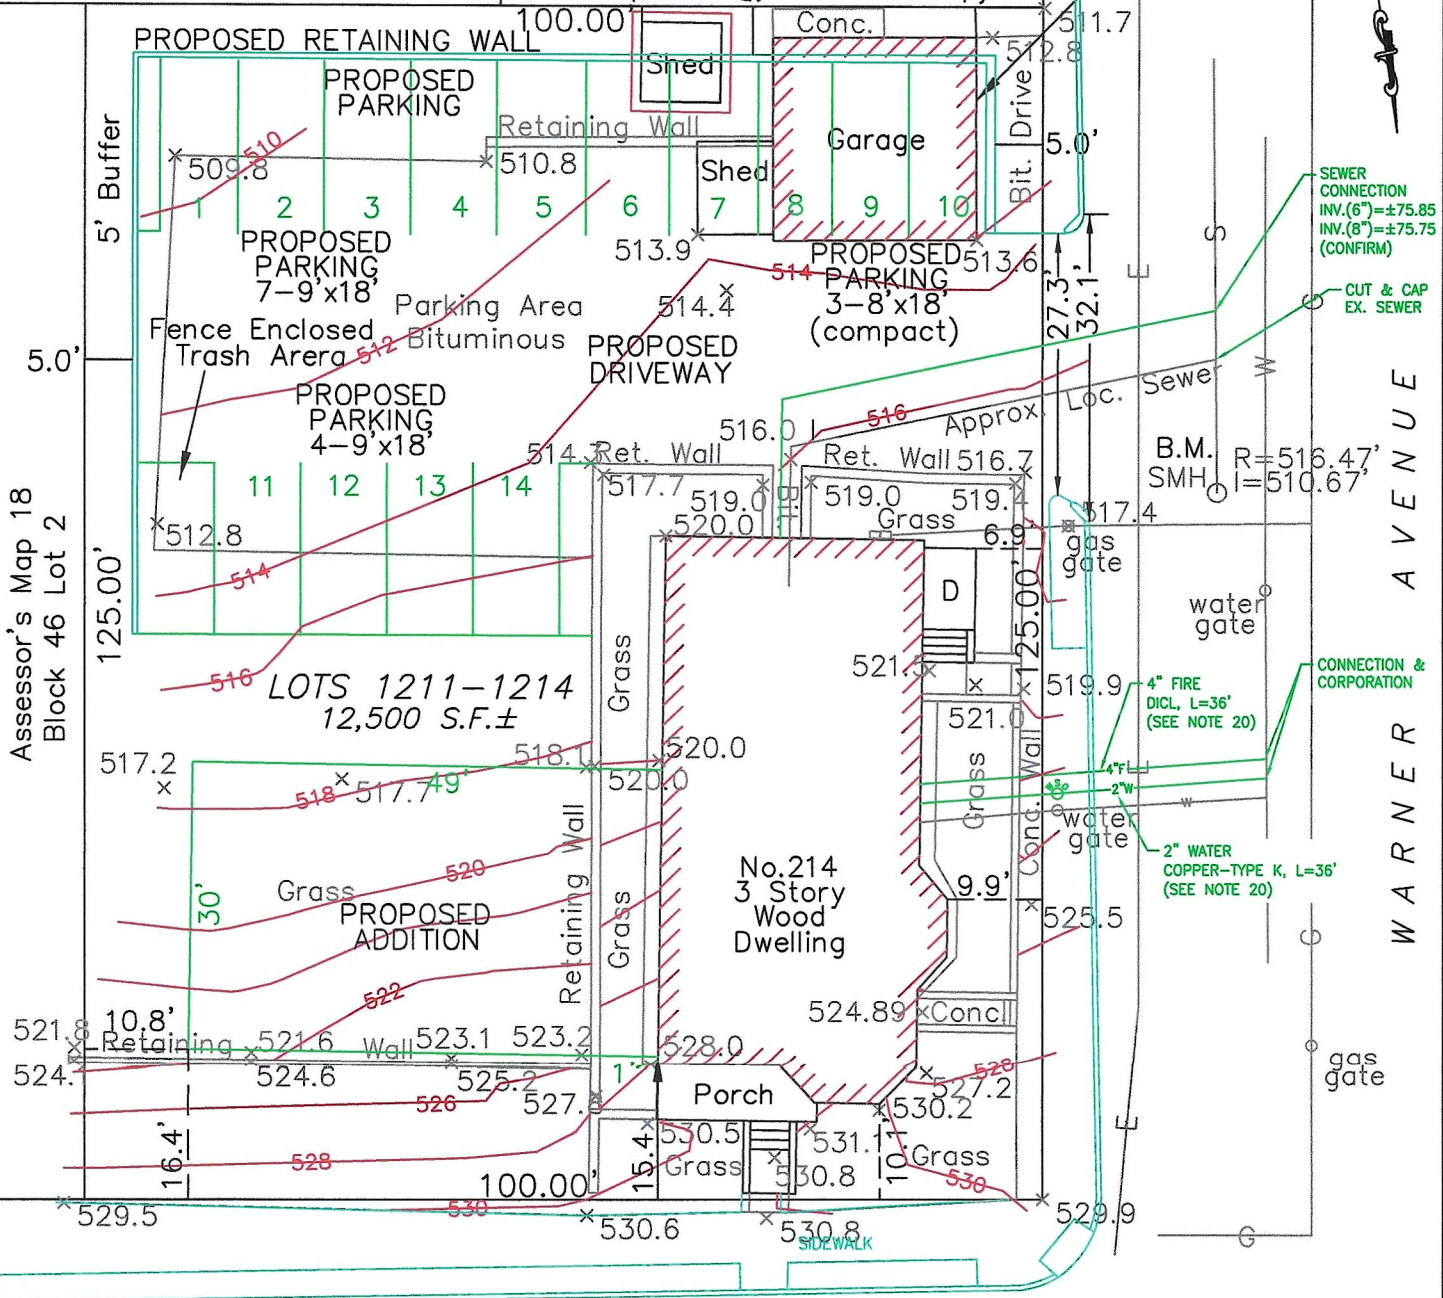 100.00'
Conc.
511.7
512.8
PROPOSED RETAINING WALL
Shed
PROPOSED
PARKING
Retaining Wall
Garage
Bit. Drive
5.0'
5' Buffer
510
509.8
510.8
Shed
1
2
3
4
5
6
7
8
9
10
SEWER
CONNECTION
INV.(6")=±75.85
INV.(8")=±75.75
(CONFIRM)
S
E
PROPOSED
PARKING
7-9'x18'
513.9
514
514.4
PROPOSED
PARKING
3-8'x18'
(compact)
513.6
27.3'
32.1'
CUT & CAP
EX. SEWER
G
Parking Area
Bituminous
Fence Enclosed
Trash Arera
512
5.0'
PROPOSED
DRIVEWAY
PROPOSED
PARKING
4-9'x18'
W
516
516.0
Approx. Loc. Sewer
514.7
Ret. Wall
Ret. Wall
516.7
B.M.
SMH
R=516.47'
I=510.67'
11
12
13
14
517.7
519.0
Bit.
519.0
519.4
Grass
520.0
517.4
6.9'
gas
gate
512.8
514
D
125.00'
125.00'
Assessor's Map 18
Block 46 Lot 2
water
gate
516
Grass
521.5
519.9
521.0
LOTS 1211-1214
12,500 S.F.±
4" FIRE
DICL, L=36'
(SEE NOTE 20)
CONNECTION &
CORPORATION
WARNER AVENUE
517.2
518.1
520.0
520.0
517.7
49'
518
E
4"F
2"W
W
water
gate
Grass
Conc. Wall
2" WATER
COPPER-TYPE K, L=36'
(SEE NOTE 20)
520
No.214
3 Story
Wood
Dwelling
9.9'
525.5
30'
Grass
PROPOSED
ADDITION
Retaining Wall
Grass
G
522
524.89
Conc.
521.8
10.8'
Retaining Wall
521.6
523.1
523.2
528.0
524.
524.6
525.2
1'
528
527.2
gas
gate
526
527.
Porch
530.2
E
16.4'
528
15.4'
530.5
Grass
531.1
530.8
10.1'
Grass
530
100.00'
529.5
530
530.6
530.8
529.9
SIDEWALK
G